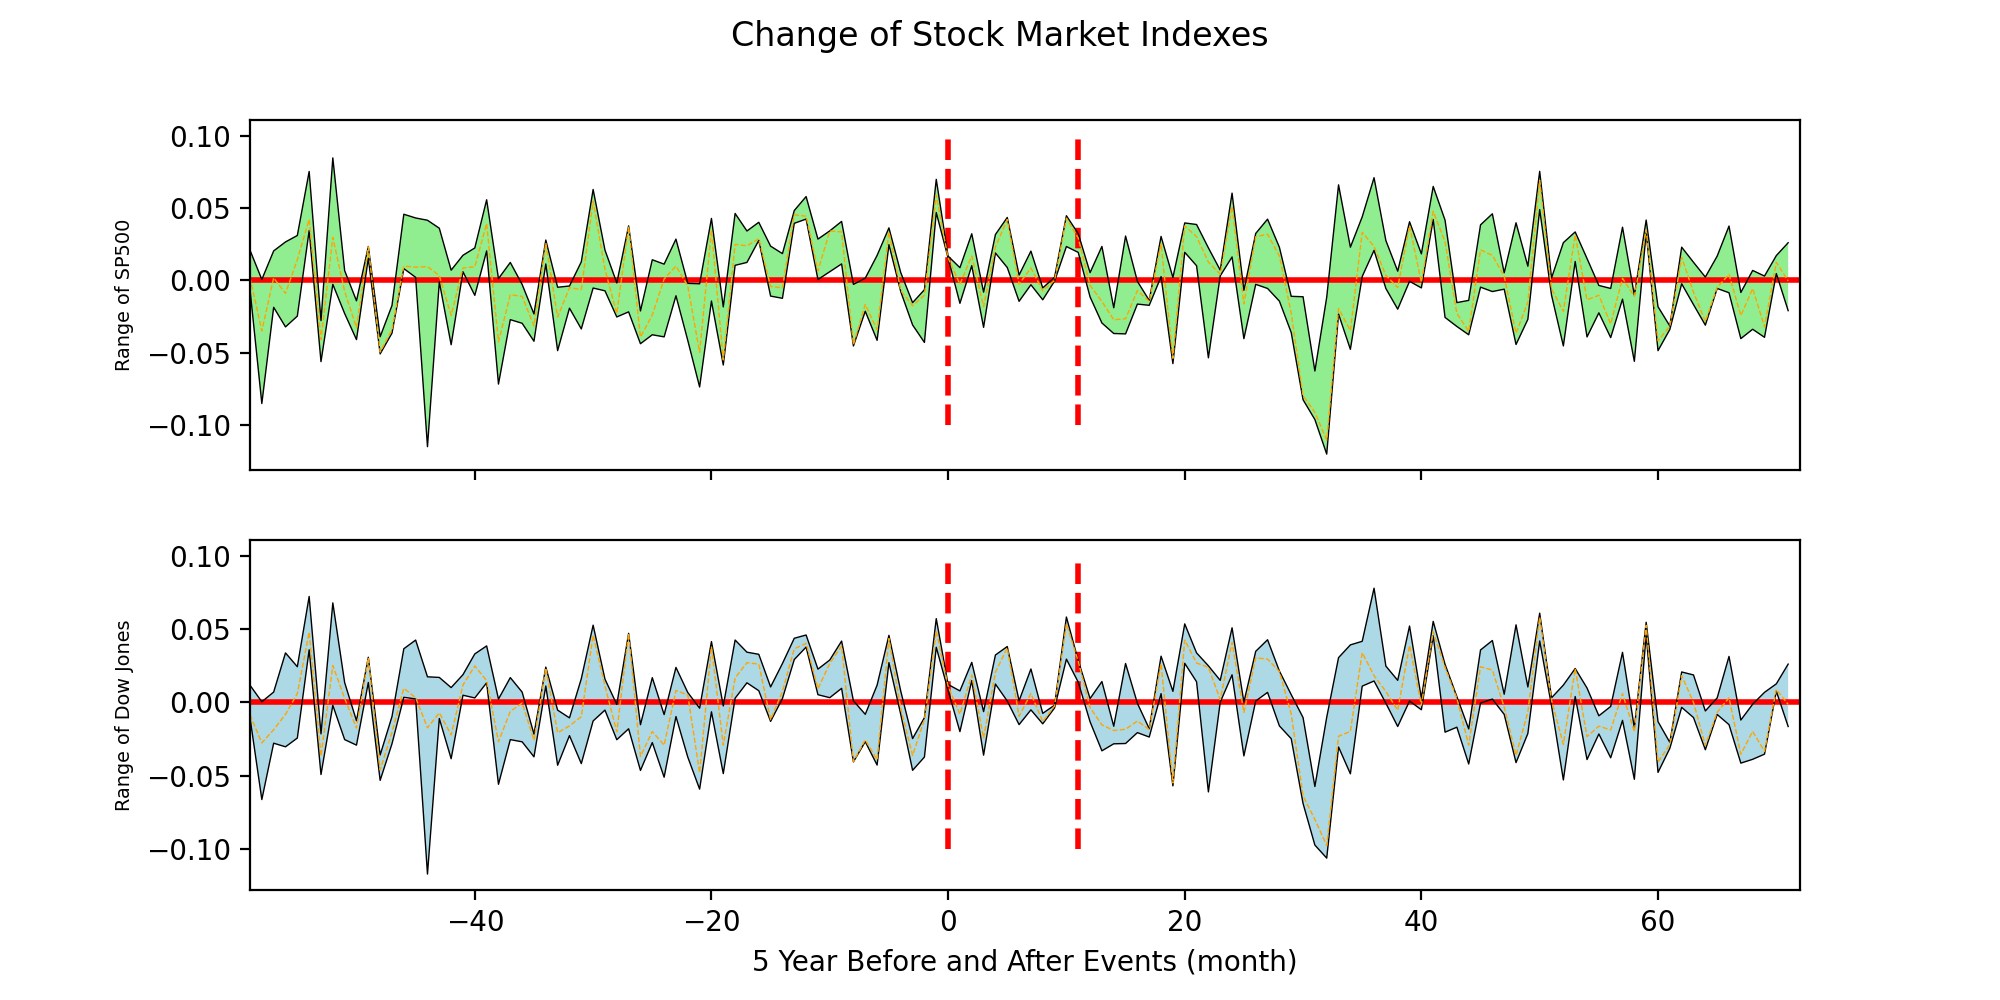 Change of Stock Market Indexes
0.10
0.05
0.00
−0.05
−0.10
Range of SP500
0.10
0.05
0.00
−0.05
−0.10
Range of Dow Jones
−40 −20 0 20 40 60
5 Year Before and After Events (month)